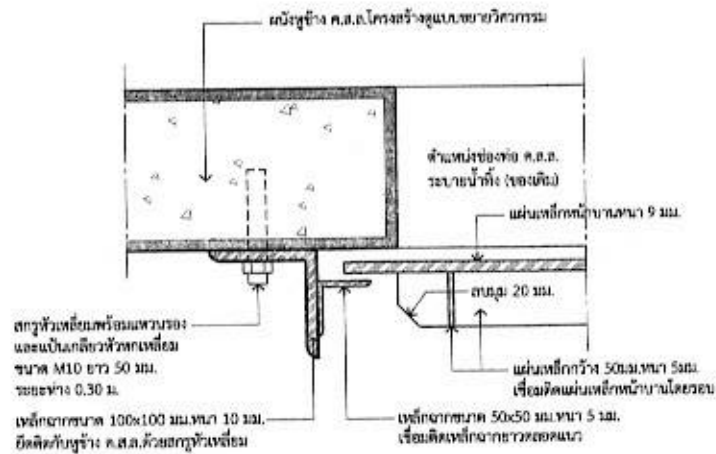 ผนังหูช้าง ค.ส.ล.โครงสร้างดูแบบขยายวิศวกรรม
ตำแหน่งช่องท่อ ค.ส.ล.
ระบายน้ำทิ้ง (ของเดิม)
แผ่นเหล็กหน้าบานหนา 9 มม.
ลบมุม 20 มม.
สกรูหัวเหลี่ยมพร้อมแหวนรอง
และแป้นเกลียวหัวหกเหลี่ยม
ขนาด M10 ยาว 50 มม.
ระยะห่าง 0.30 ม.
แผ่นเหล็กกว้าง 50มม.หนา 5มม.
เชื่อมติดแผ่นเหล็กหน้าบานโดยรอบ
เหล็กฉากขนาด 100x100 มม.หนา 10 มม.
ยึดติดกับหูช้าง ค.ส.ล.ด้วยสกรูหัวเหลี่ยม
เหล็กฉากขนาด 50x50 มม.หนา 5 มม.
เชื่อมติดเหล็กฉากยาวตลอดแนว